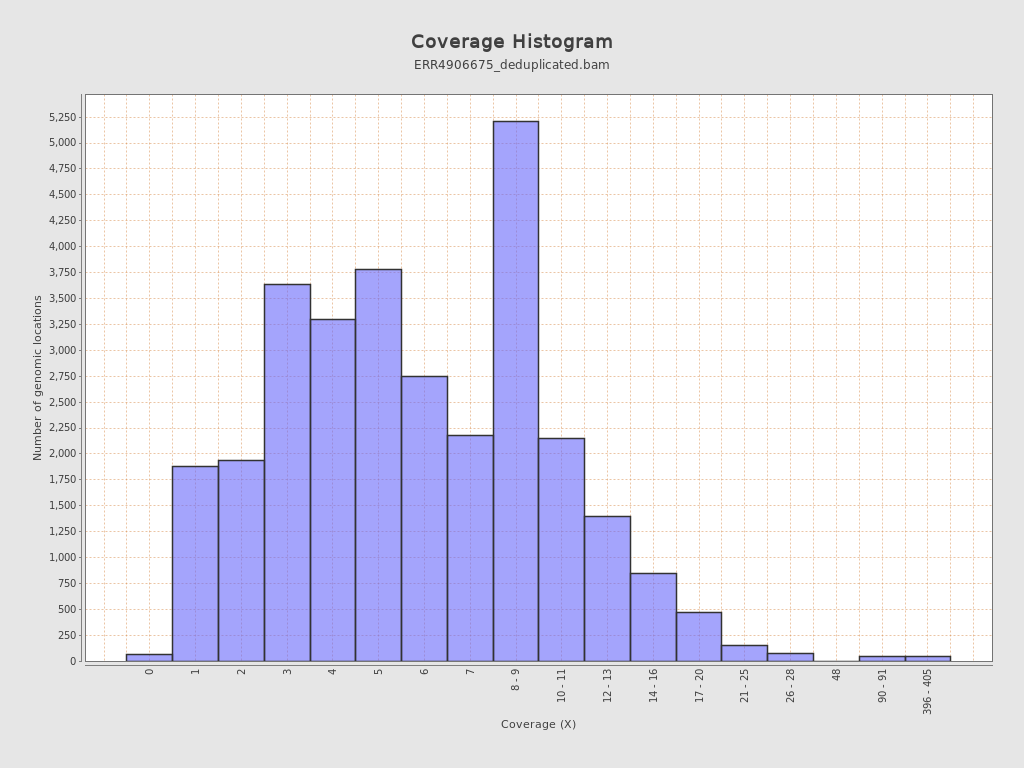 Coverage Histogram
ERR4906675_deduplicated.bam
Number of genomic locations
5,250
5,000
4,750
4,500
4,250
4,000
3,750
3,500
3,250
3,000
2,750
2,500
2,250
2,000
1,750
1,500
1,250
1,000
750
500
250
0
0
1
2
3
4
5
6
7
8 - 9
10 - 11
12 - 13
14 - 16
17 - 20
21 - 25
26 - 28
48
90 - 91
396 - 405
Coverage (X)